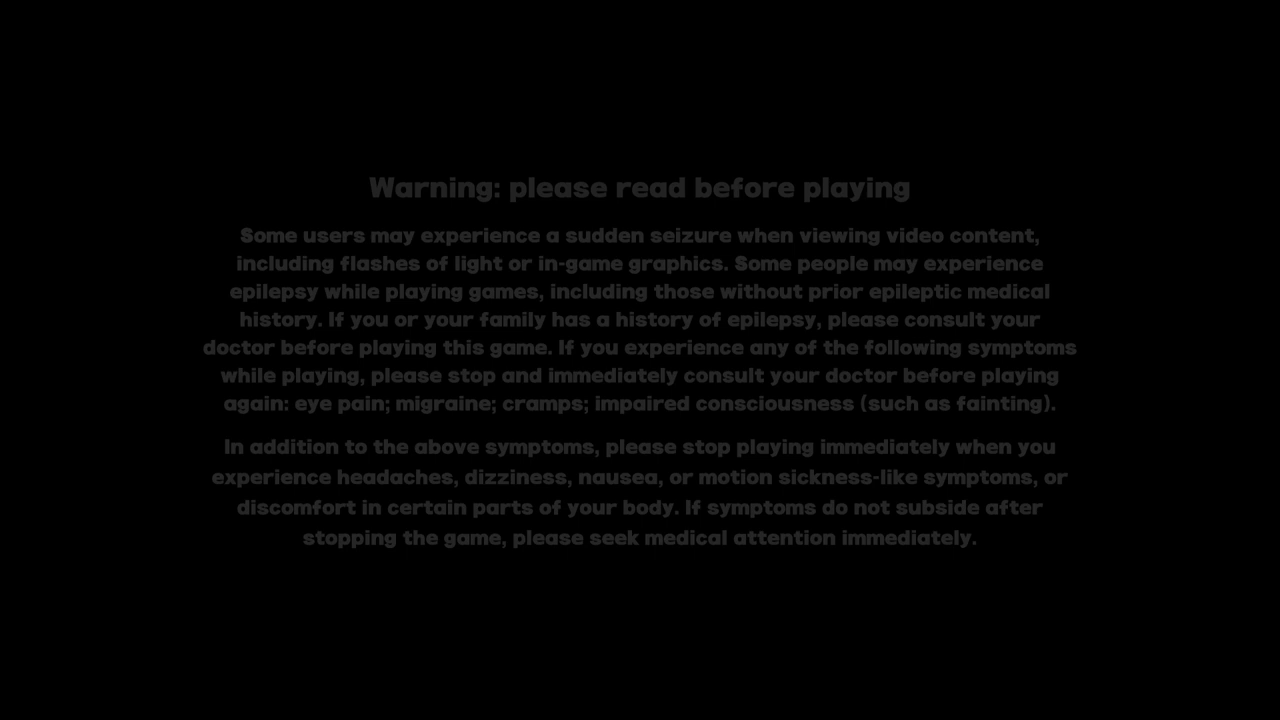 Warning: please read before playing
Some users may experience a sudden seizure when viewing video content,
including flashes of light or in-game graphics. Some people may experience
epilepsy while playing games, including those without prior epileptic medical
history. If you or your family has a history of epilepsy, please consult your
doctor before playing this game. If you experience any of the following symptoms
while playing, please stop and immediately consult your doctor before playing
again: eye pain; migraine; cramps; impaired consciousness (such as fainting).
In addition to the above symptoms, please stop playing immediately when you
experience headaches, dizziness, nausea, or motion sickness-like symptoms, or
discomfort in certain parts of your body. If symptoms do not subside after
stopping the game, please seek medical attention immediately.